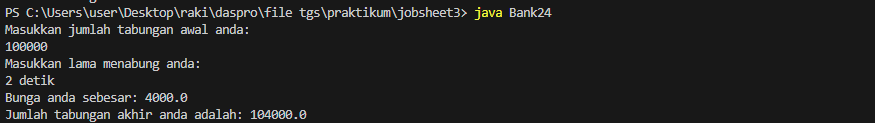 PS C:\Users\user\Desktop\raki\daspro\file tgs\praktikum\jobsheet3> java Bank24
Masukkan jumlah tabungan awal anda:
100000
Masukkan lama menabung anda:
2 detik
Bunga anda sebesar: 4000.0
Jumlah tabungan akhir anda adalah: 104000.0